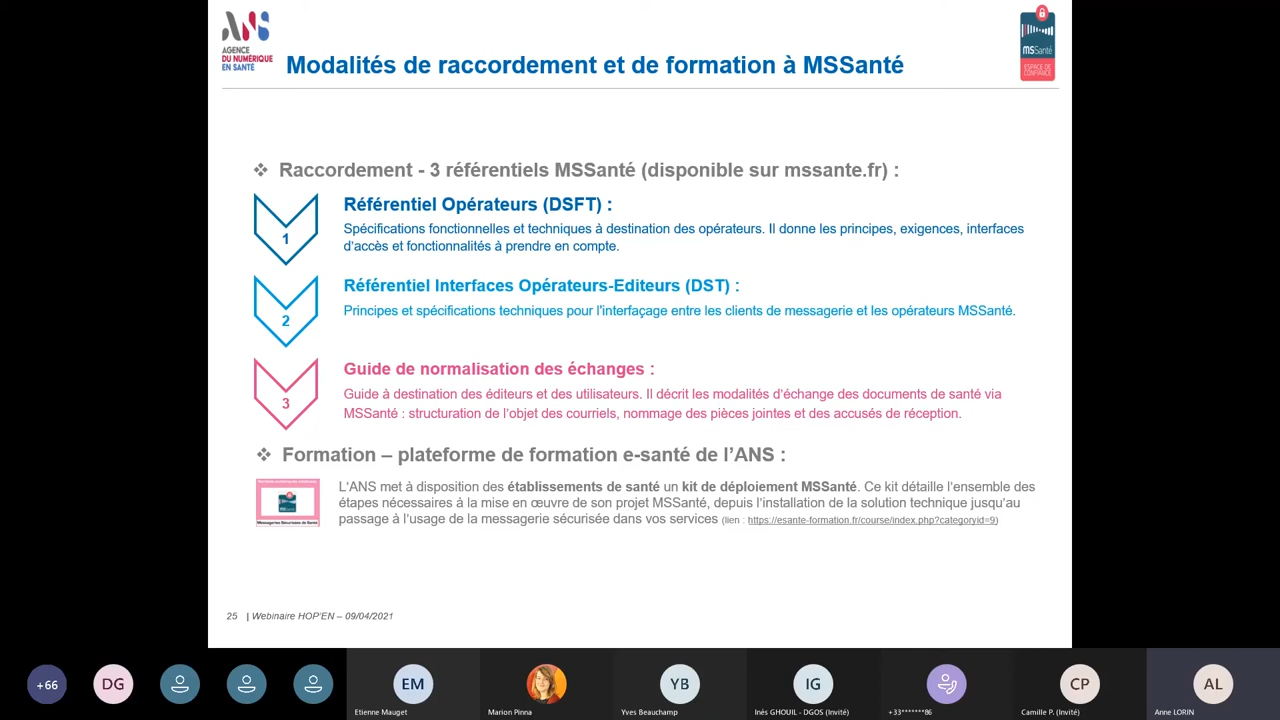 AGENCE
DU NUMÉRIQUE
EN SANTÉ
Modalités de raccordement et de formation à MSSanté
msSanté
ESPACE DE
CONFIANCE
❖ Raccordement - 3 référentiels MSSanté (disponible sur mssante.fr) :
1
Référentiel Opérateurs (DSFT) :
Spécifications fonctionnelles et techniques à destination des opérateurs. Il donne les principes, exigences, interfaces
d'accès et fonctionnalités à prendre en compte.
2
Référentiel Interfaces Opérateurs-Editeurs (DST) :
Principes et spécifications techniques pour l'interfaçage entre les clients de messagerie et les opérateurs MSSanté.
3
Guide de normalisation des échanges :
Guide à destination des éditeurs et des utilisateurs. Il décrit les modalités d'échange des documents de santé via
MSSanté : structuration de l'objet des courriels, nommage des pièces jointes et des accusés de réception.
❖ Formation – plateforme de formation e-santé de l'ANS :
Messageries Sécurisées de Santé
L'ANS met à disposition des établissements de santé un kit de déploiement MSSanté. Ce kit détaille l'ensemble des
étapes nécessaires à la mise en œuvre de son projet MSSanté, depuis l'installation de la solution technique jusqu'au
passage à l'usage de la messagerie sécurisée dans vos services (lien : https://esante-formation.fr/course/index.php?categoryid=9)
25 | Webinaire HOP'EN – 09/04/2021
+66
DG
EM
YB
IG
CP
AL
Etienne Mauget
Marion Pinna
Yves Beauchamp
Inès GHOUIL - DGOS (Invité)
+33*******86
Camille P. (Invité)
Anne LORIN